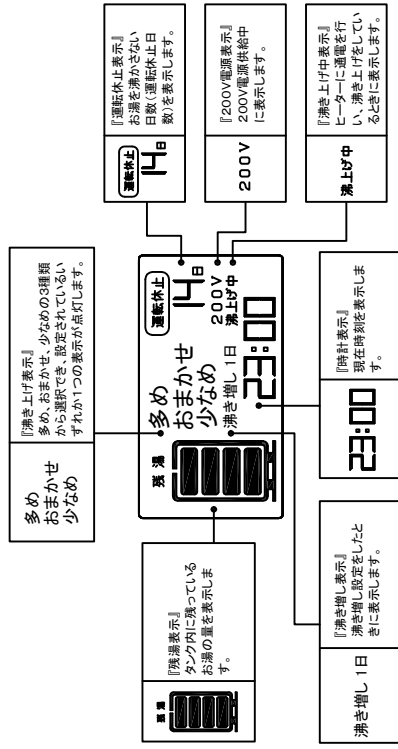 多め
おまかせ
少なめ
『沸き上げ表示』
多め、おまかせ、少なめの3種類
から選択でき、設定されているい
ずれか1つの表示が点灯します。
運転休止
14日
『運転休止表示』
お湯を沸かさない
日数(運転休止日
数)を表示します。
200V
『200V電源表示』
200V電源供給中
に表示します。
沸上げ中
『沸き上げ中表示』
ヒーターに通電を行
い、沸き上げをしてい
るときに表示します。
残湯
多め
おまかせ
少なめ
沸き増し1日
運転休止
14日
200V
沸上げ中
23:00
残湯
『残湯表示』
タンク内に残っている
お湯の量を表示しま
す。
沸き増し1日
『沸き増し表示』
沸き増し設定をしたと
きに表示します。
23:00
『時計表示』
現在時刻を表示しま
す。